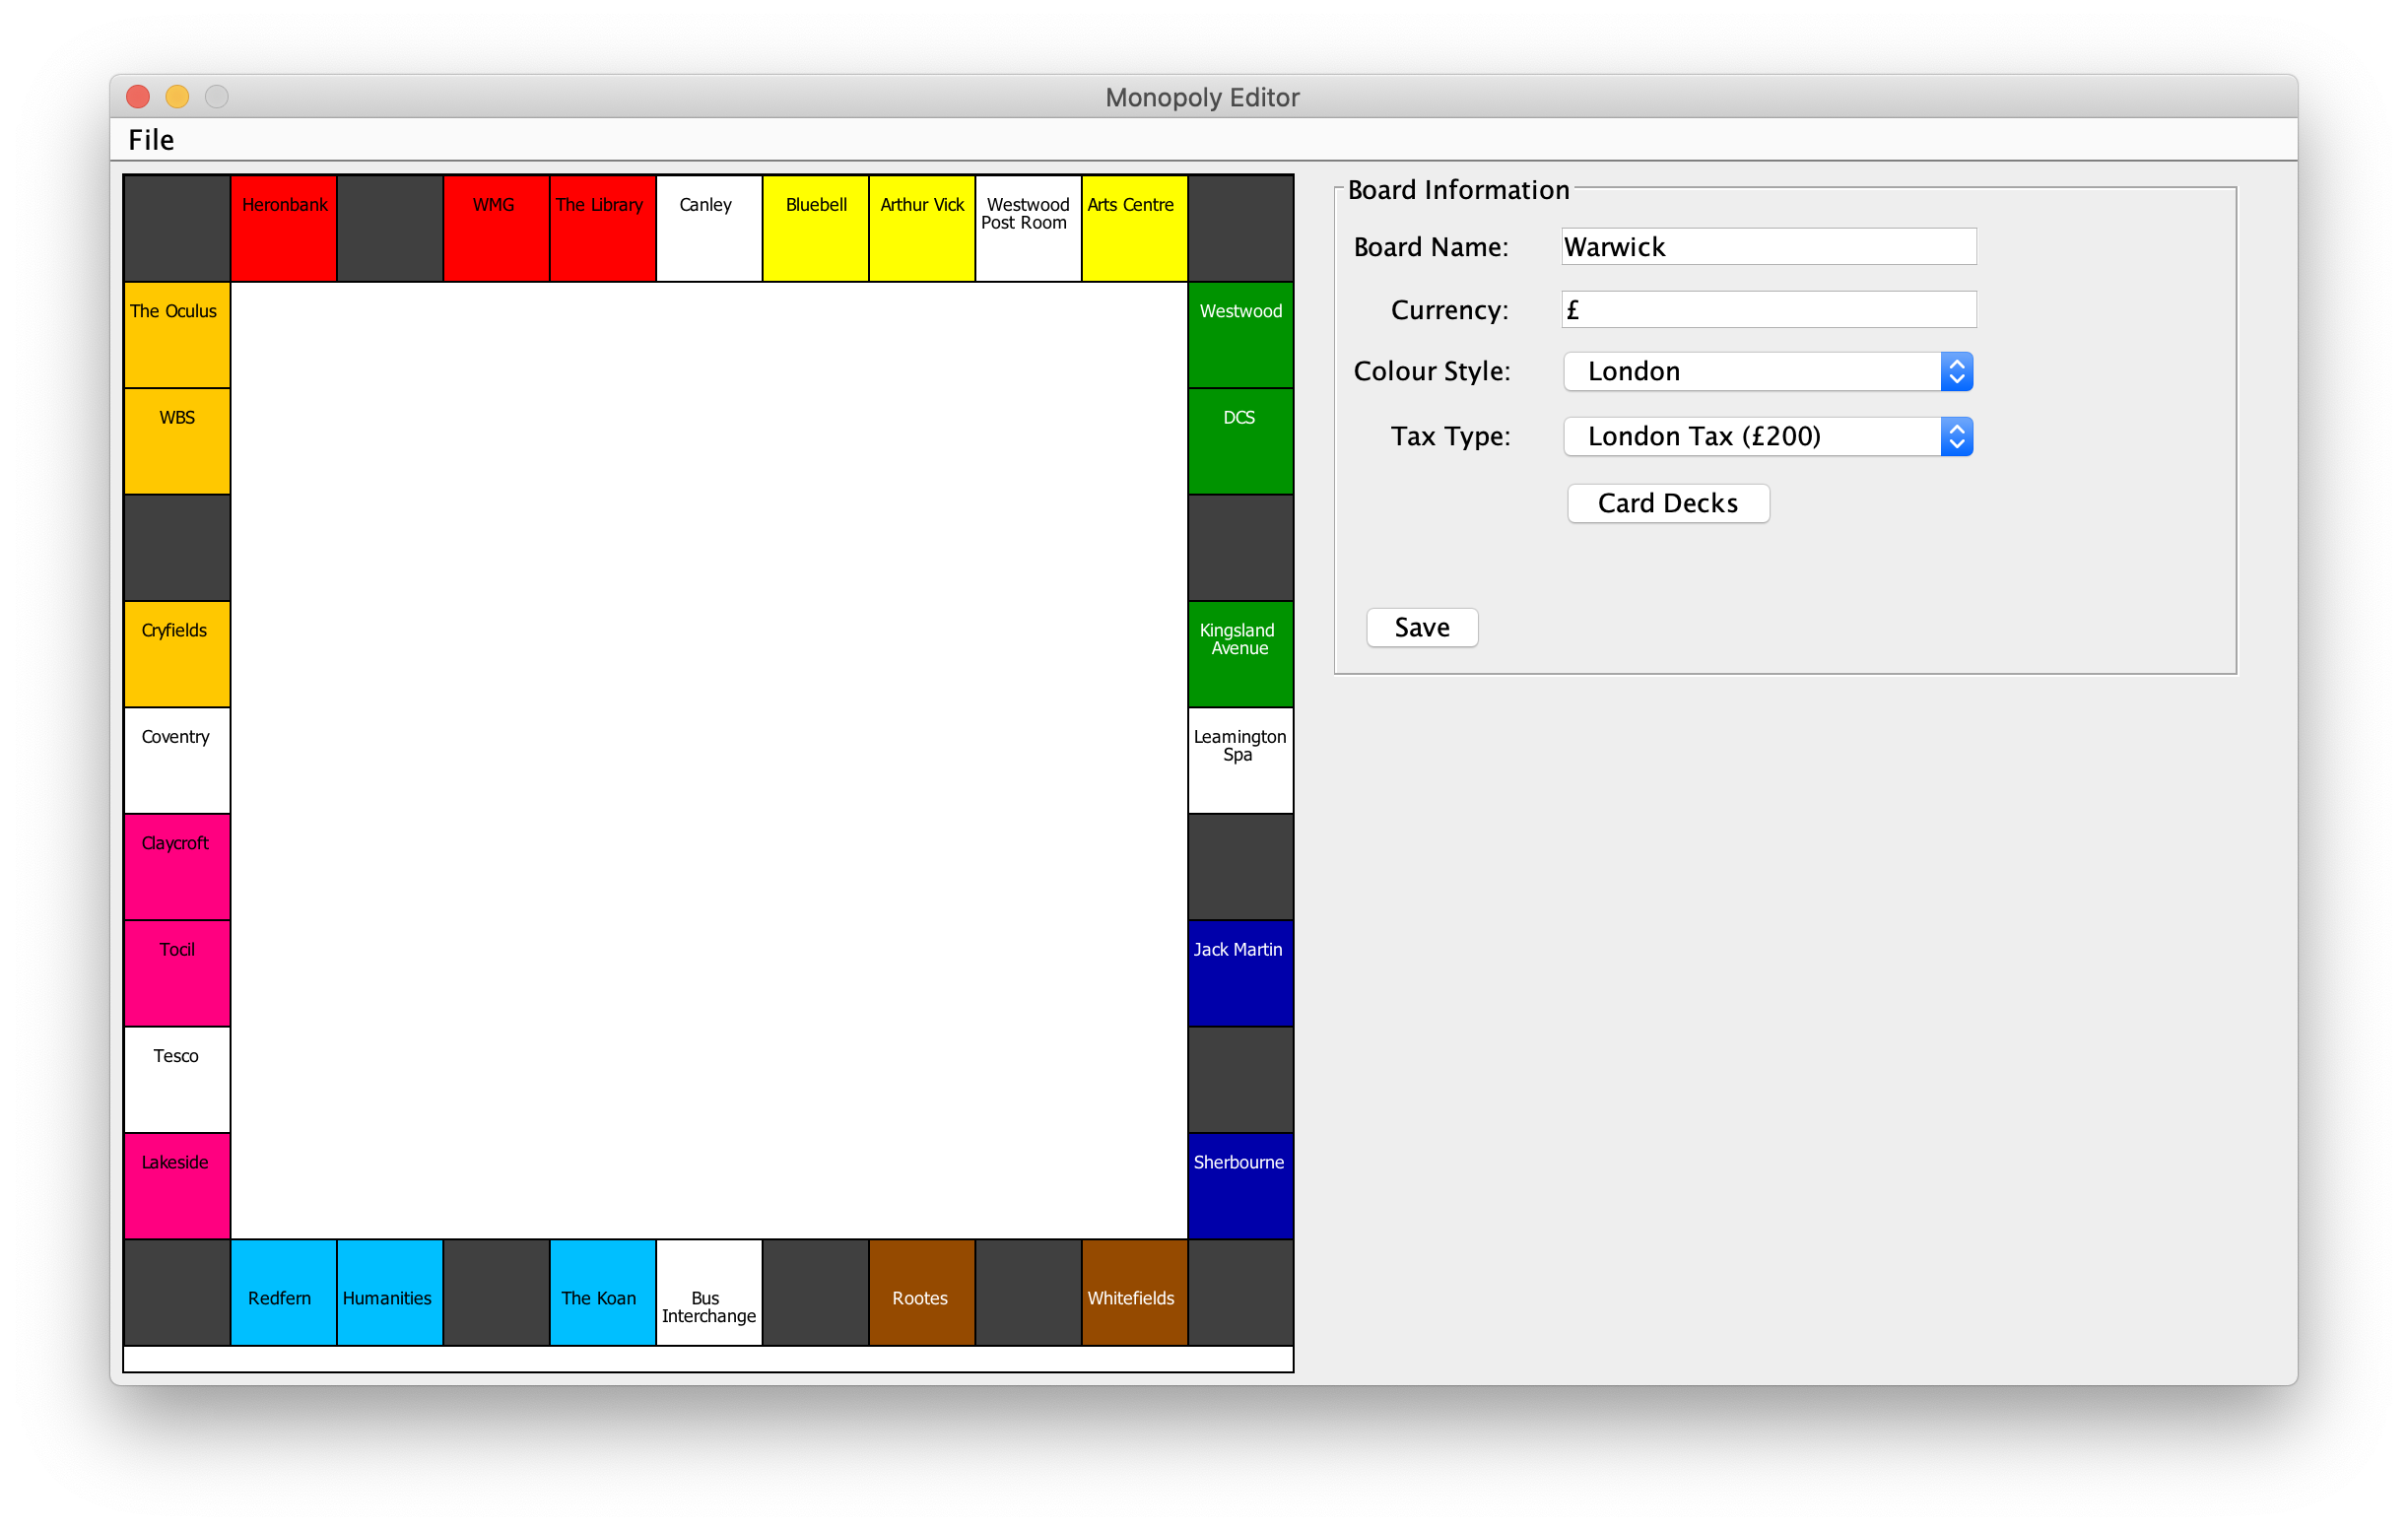 Monopoly Editor
File
Heronbank
WMG
The Library
Canley
Bluebell
Arthur Vick
Westwood
Post Room
Arts Centre
The Oculus
Westwood
WBS
DCS
Cryfields
Kingsland
Avenue
Coventry
Leamington
Spa
Claycroft
Tocil
Jack Martin
Tesco
Lakeside
Sherbourne
Redfern
Humanities
The Koan
Bus
Interchange
Rootes
Whitefields
Board Information
Board Name: Warwick
Currency: £
Colour Style: London
Tax Type: London Tax (£200)
Card Decks
Save